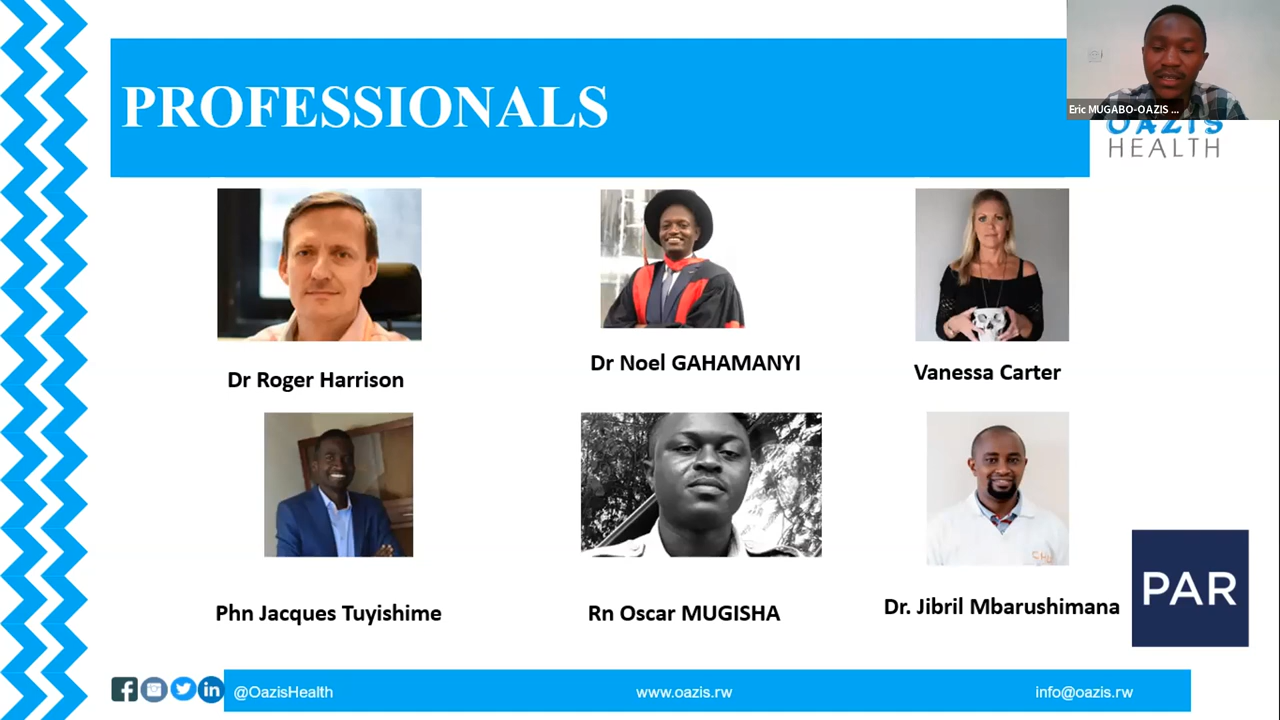 PROFESSIONALS
Eric MUGABO-OAZIS ...
OAZIS
HEALTH
Dr Roger Harrison
Dr Noel GAHAMANYI
Vanessa Carter
Phn Jacques Tuyishime
Rn Oscar MUGISHA
Dr. Jibril Mbarushimana
PAR
@OazisHealth
www.oazis.rw
info@oazis.rw